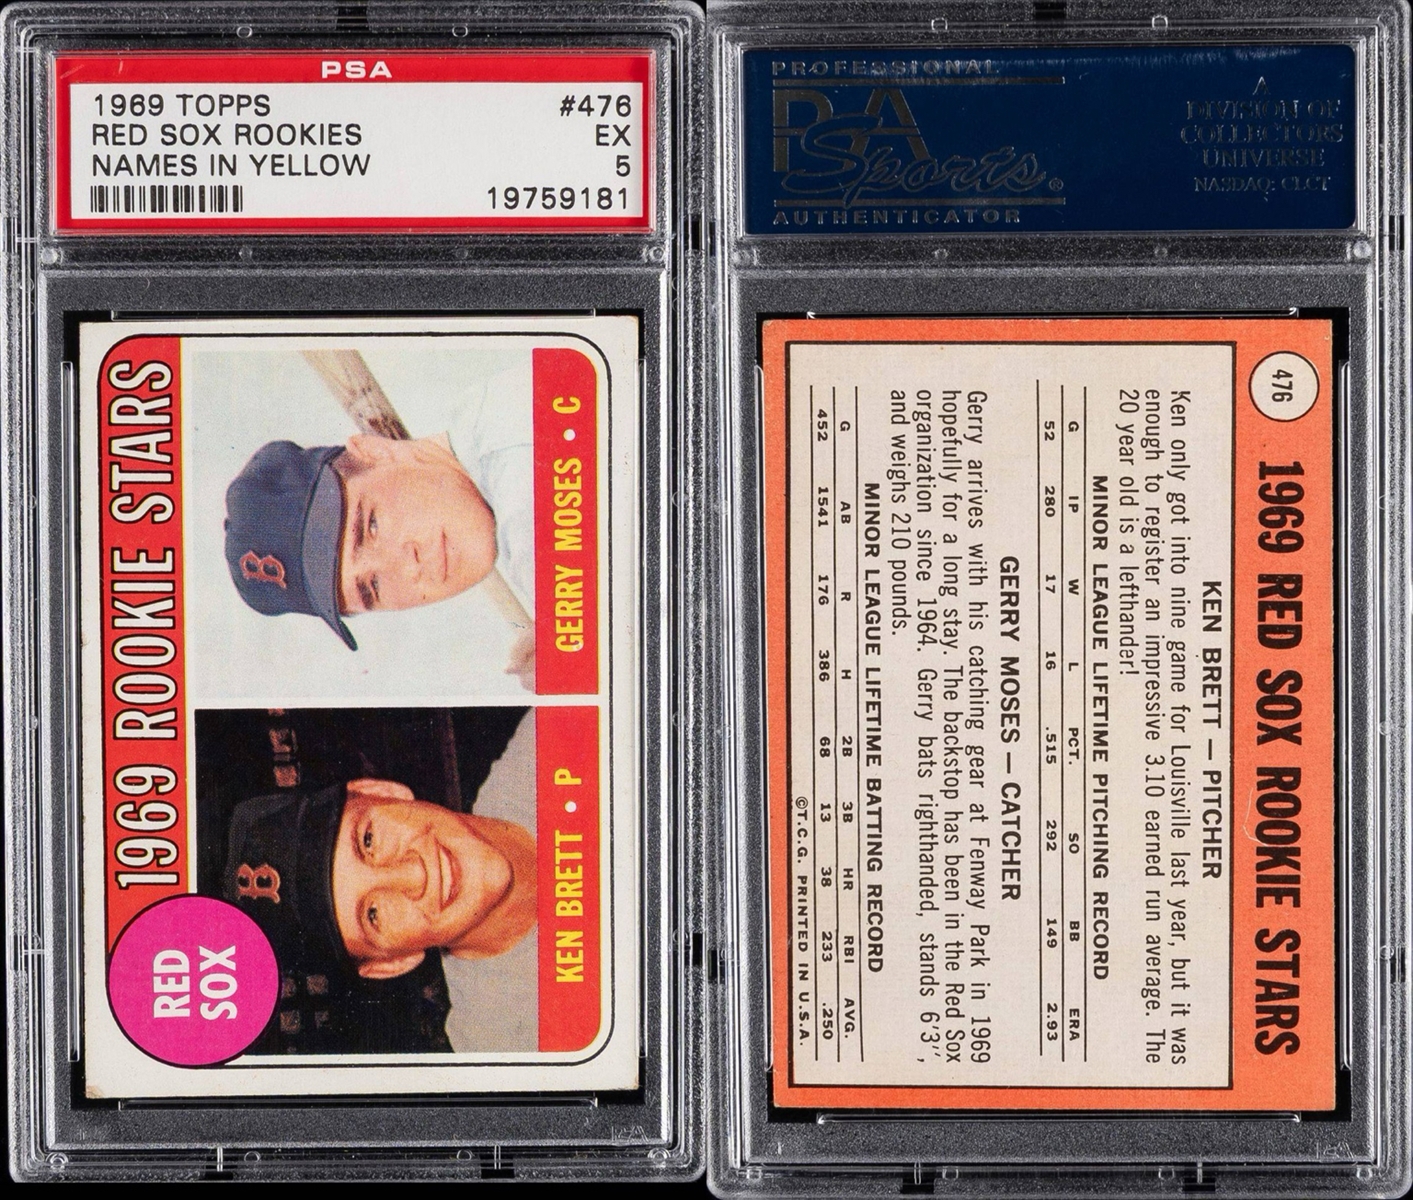 PSA
1969 TOPPS #476
RED SOX ROOKIES EX
NAMES IN YELLOW 5
19759181
1969 ROOKIE STARS
GERRY MOSES • C
KEN BRETT • P
RED
SOX
B
B
PROFESSIONAL
PSA
Sports®
AUTHENTICATOR
A
DIVISION OF
COLLECTORS
UNIVERSE
NASDAQ: CLCT
476
1969 RED SOX ROOKIE STARS
KEN BRETT — PITCHER
Ken only got into nine game for Louisville last year, but it was
enough to register an impressive 3.10 earned run average. The
20 year old is a lefthander!
MINOR LEAGUE LIFETIME PITCHING RECORD
G IP W L PCT. SO BB ERA
52 280 17 16 .515 292 149 2.93
GERRY MOSES — CATCHER
Gerry arrives with his catching gear at Fenway Park in 1969
hopefully for a long stay. The backstop has been in the Red Sox
organization since 1964. Gerry bats righthanded, stands 6'3",
and weighs 210 pounds.
MINOR LEAGUE LIFETIME BATTING RECORD
G AB R H 2B 3B HR RBI AVG.
452 1541 176 386 68 13 38 233 .250
©T.C.G. PRINTED IN U.S.A.